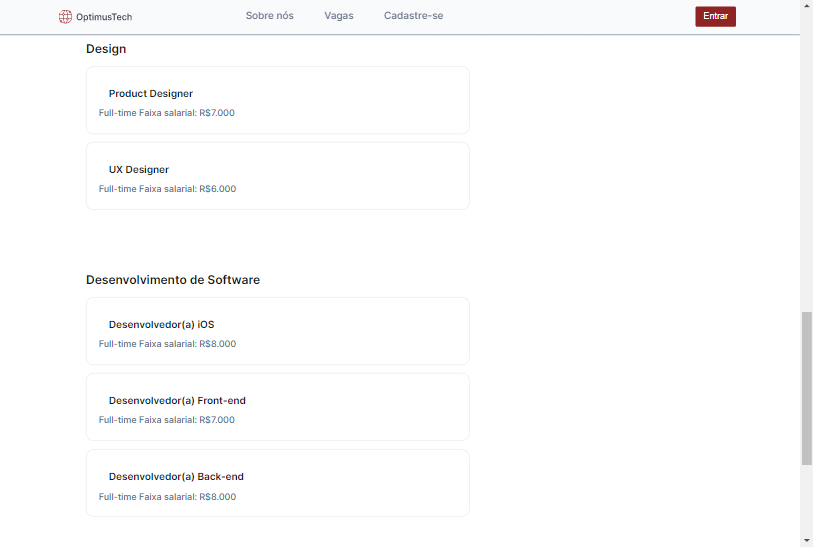 OptimusTech
Sobre nós
Vagas
Cadastre-se
Entrar
Design
Product Designer
Full-time Faixa salarial: R$7.000
UX Designer
Full-time Faixa salarial: R$6.000
Desenvolvimento de Software
Desenvolvedor(a) iOS
Full-time Faixa salarial: R$8.000
Desenvolvedor(a) Front-end
Full-time Faixa salarial: R$7.000
Desenvolvedor(a) Back-end
Full-time Faixa salarial: R$8.000